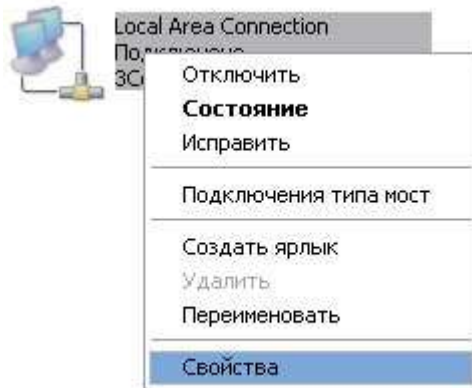 Local Area Connection
Отключить
Состояние
Исправить
Подключения типа мост
Создать ярлык
Удалить
Переименовать
Свойства